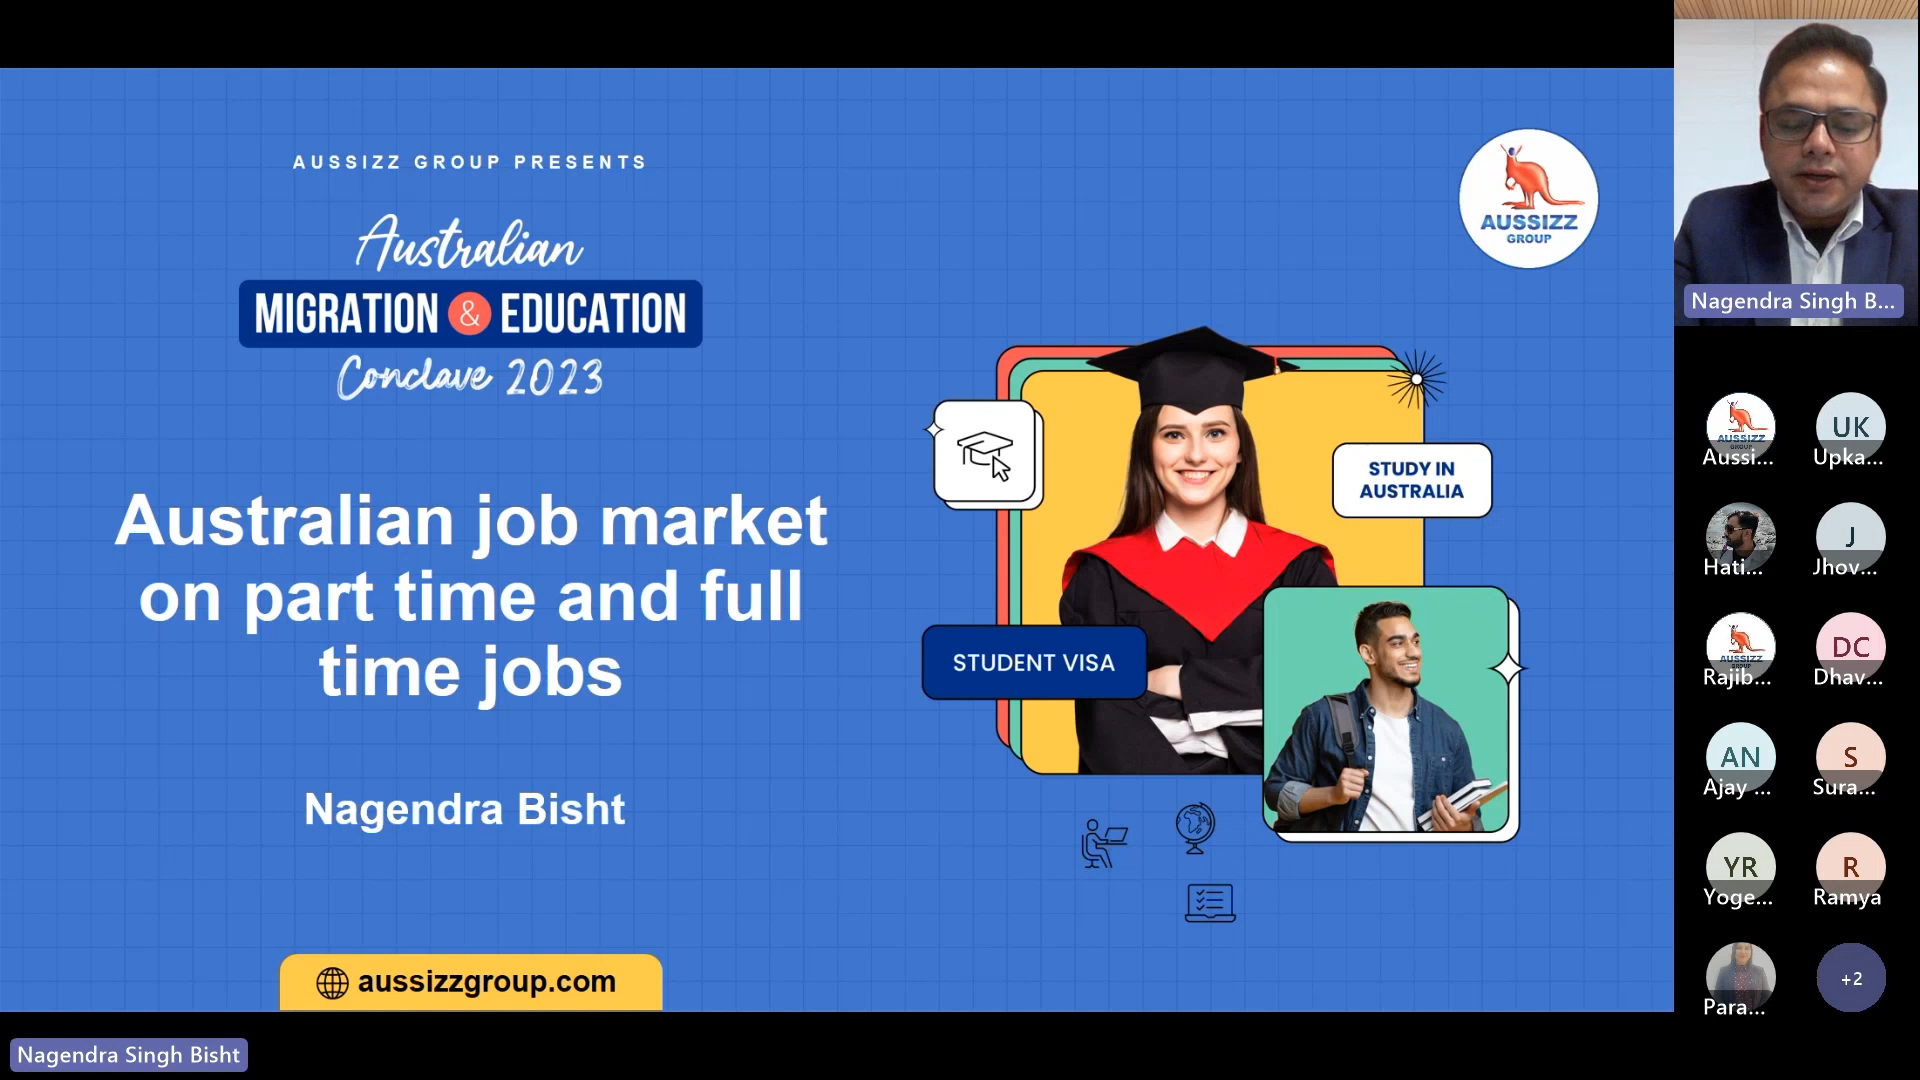 AUSSIZZ GROUP PRESENTS
Australian
MIGRATION & EDUCATION
Conclave 2023
Australian job market
on part time and full
time jobs
Nagendra Bisht
aussizzgroup.com
AUSSIZZ
GROUP
STUDY IN
AUSTRALIA
STUDENT VISA
Nagendra Singh B...
AUSSIZZ
Aussi...
UK
Upka...
Hati...
J
Jhov...
AUSSIZZ
Rajib...
DC
Dhav...
AN
Ajay ...
S
Sura...
YR
Yoge...
R
Ramya
Para...
+2
Nagendra Singh Bisht